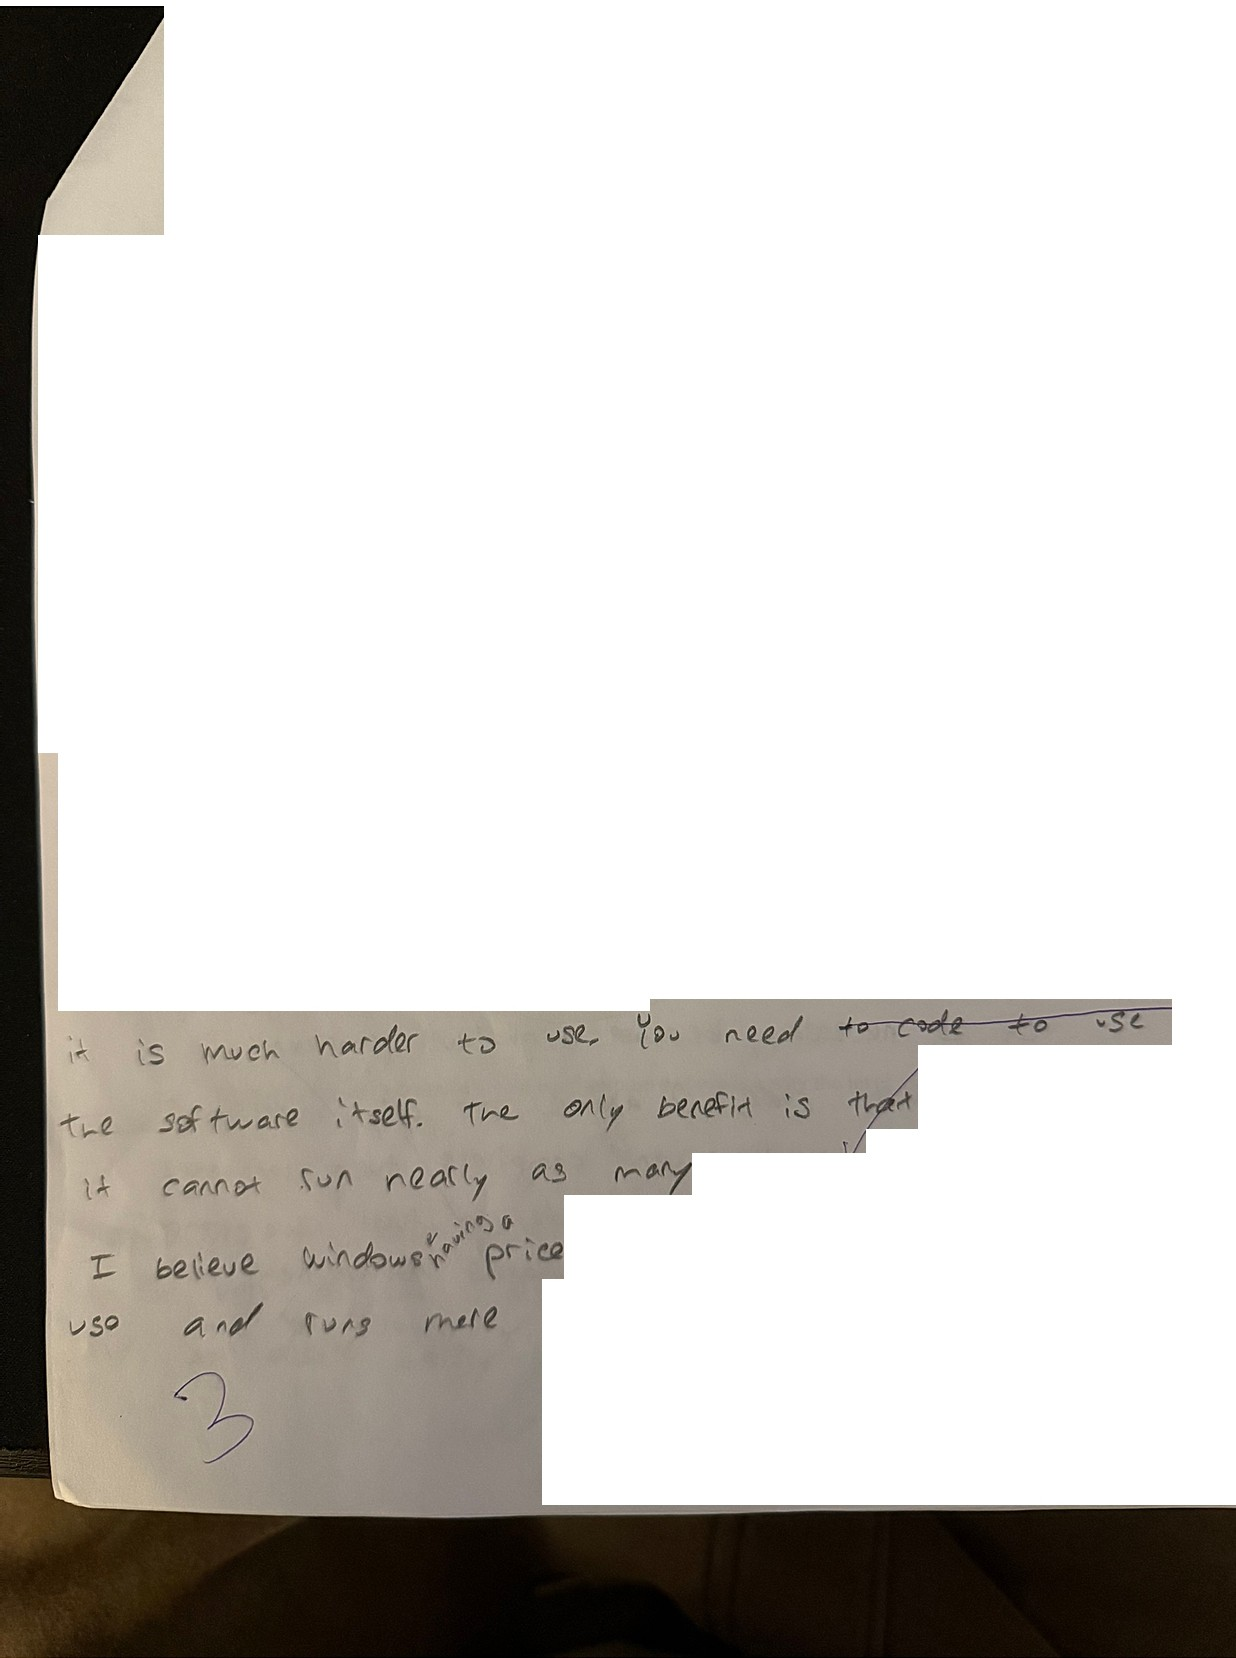 it is much harder to use. You need to code to use
the software itself. The only benefit is that
it cannot run nearly as many
I believe windows having a price
use and runs more
3